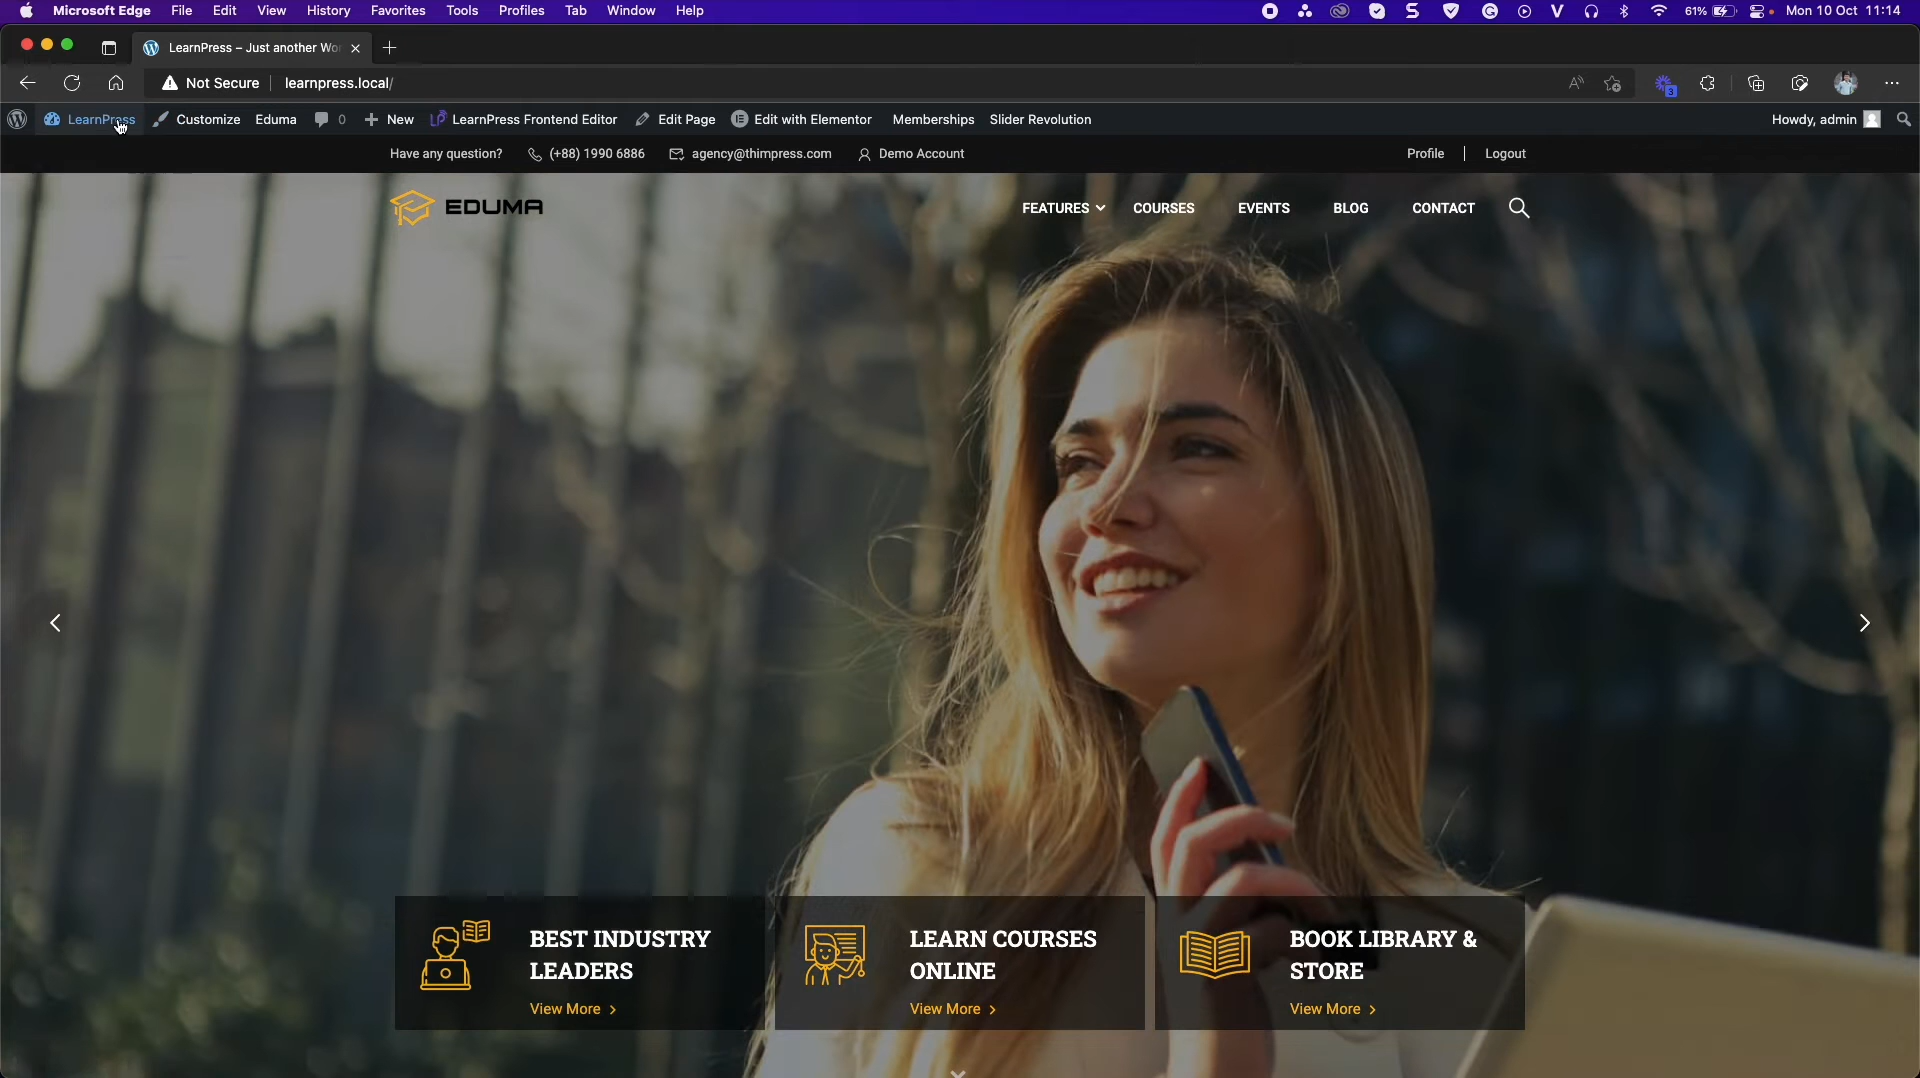 Microsoft Edge File Edit View History Favorites Tools Profiles Tab Window Help 61% Mon 10 Oct 11:14
LearnPress – Just another Wor
Not Secure learnpress.local/
3
LearnPress Customize Eduma 0 New LearnPress Frontend Editor Edit Page Edit with Elementor Memberships Slider Revolution Howdy, admin
Have any question? (+88) 1990 6886 agency@thimpress.com Demo Account Profile Logout
EDUMA FEATURES COURSES EVENTS BLOG CONTACT
BEST INDUSTRY
LEADERS
View More
LEARN COURSES
ONLINE
View More
BOOK LIBRARY &
STORE
View More